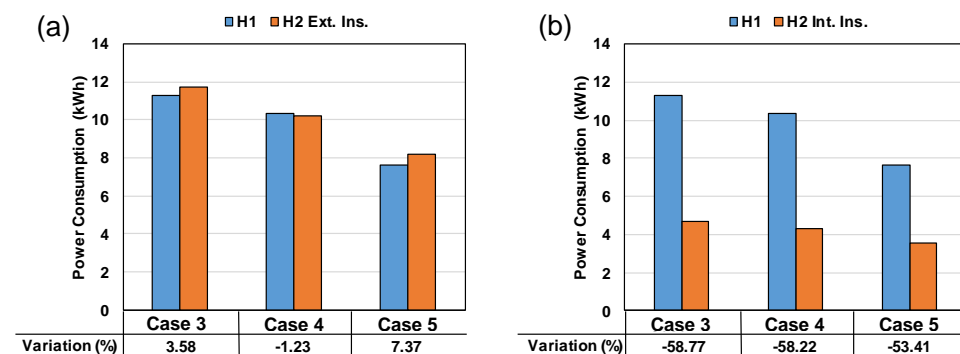 (a)
H1 H2 Ext. Ins.
Power Consumption (kWh)
14
12
10
8
6
4
2
0
Case 3 Case 4 Case 5
Variation (%) 3.58 -1.23 7.37
(b)
H1 H2 Int. Ins.
Power Consumption (kWh)
14
12
10
8
6
4
2
0
Case 3 Case 4 Case 5
Variation (%) -58.77 -58.22 -53.41